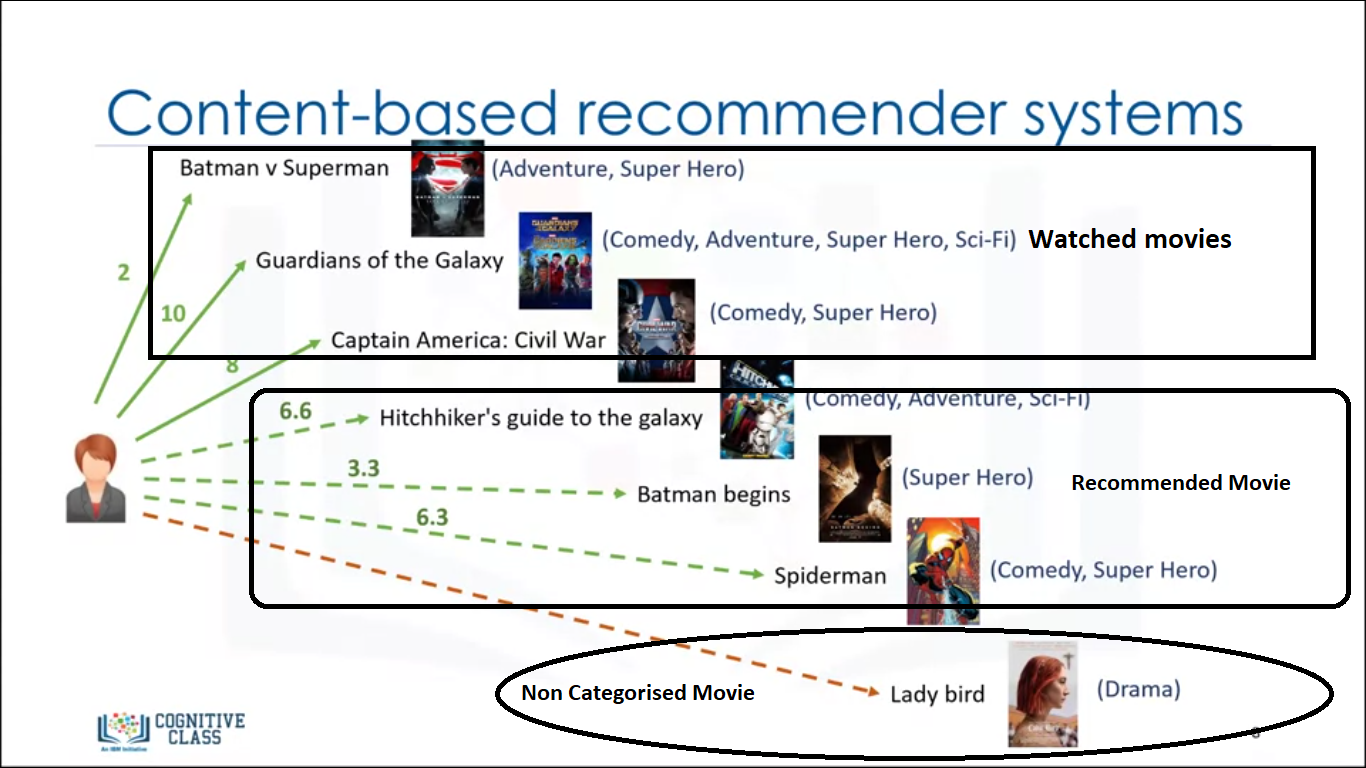 Content-based recommender systems
Batman v Superman (Adventure, Super Hero)
2
Guardians of the Galaxy (Comedy, Adventure, Super Hero, Sci-Fi) Watched movies
10
Captain America: Civil War (Comedy, Super Hero)
8
6.6 Hitchhiker's guide to the galaxy (Comedy, Adventure, Sci-Fi)
3.3 Batman begins (Super Hero) Recommended Movie
6.3 Spiderman (Comedy, Super Hero)
Non Categorised Movie Lady bird (Drama)
COGNITIVE
CLASS
An IBM Initiative